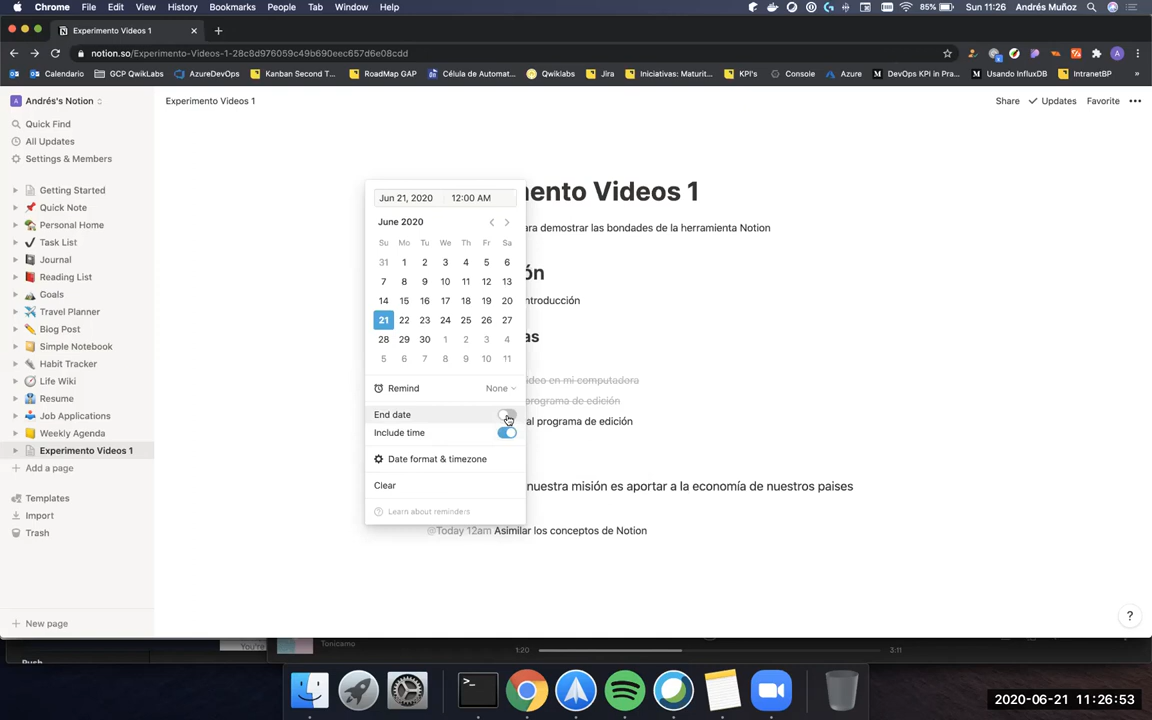 Chrome File Edit View History Bookmarks People Tab Window Help 85% Sun 11:26 Andrés Muñoz
Experimento Videos 1
notion.so/Experimento-Videos-1-28c8d976059c49b690eec657d6e08cdd
Calendario GCP QwikLabs AzureDevOps Kanban Second T... RoadMap GAP Célula de Automat... Qwiklabs Jira Iniciativas: Maturit... KPI's Console Azure DevOps KPI in Pra... Usando InfluxDB IntranetBP »
Andrés's Notion
Experimento Videos 1
Share Updates Favorite
Quick Find
All Updates
Settings & Members
Getting Started
Quick Note
Personal Home
Task List
Journal
Reading List
Goals
Travel Planner
Blog Post
Simple Notebook
Habit Tracker
Life Wiki
Resume
Job Applications
Weekly Agenda
Experimento Videos 1
Add a page
Templates
Import
Trash
New page
mento Videos 1
ara demostrar las bondades de la herramienta Notion
ón
introducción
as
ideo en mi computadora
programa de edición
al programa de edición
nuestra misión es aportar a la economía de nuestros paises
@Today 12am Asimilar los conceptos de Notion
Jun 21, 2020 12:00 AM
June 2020
Su Mo Tu We Th Fr Sa
31 1 2 3 4 5 6
7 8 9 10 11 12 13
14 15 16 17 18 19 20
21 22 23 24 25 26 27
28 29 30 1 2 3 4
5 6 7 8 9 10 11
Remind None
End date
Include time
Date format & timezone
Clear
Learn about reminders
?
Push
You're
Tonicamo
1:20 3:11
2020-06-21 11:26:53